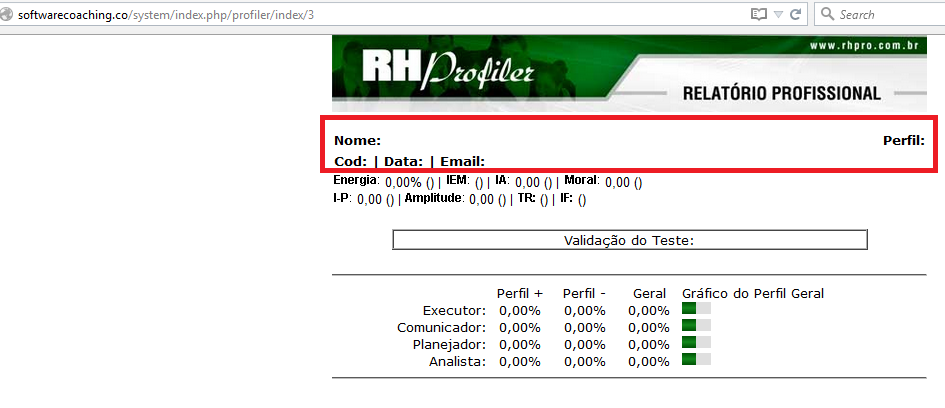 softwarecoaching.co/system/index.php/profiler/index/3
Search
www.rhpro.com.br
RH Profiler
RELATÓRIO PROFISSIONAL
Nome: Perfil:
Cod: | Data: | Email:
Energia: 0,00% () | IEM: () | IA: 0,00 () | Moral: 0,00 ()
I-P: 0,00 () | Amplitude: 0,00 () | TR: () | IF: ()
Validação do Teste:
Perfil + Perfil - Geral Gráfico do Perfil Geral
Executor: 0,00% 0,00% 0,00%
Comunicador: 0,00% 0,00% 0,00%
Planejador: 0,00% 0,00% 0,00%
Analista: 0,00% 0,00% 0,00%